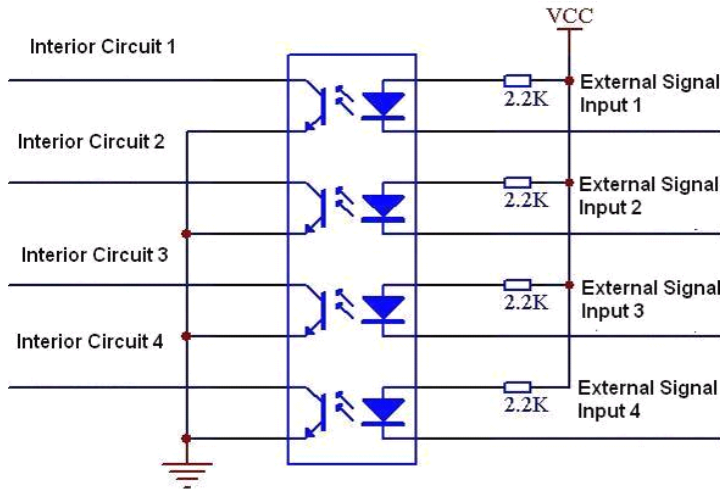 VCC
Interior Circuit 1
External Signal
Input 1
2.2K
Interior Circuit 2
External Signal
Input 2
2.2K
Interior Circuit 3
External Signal
Input 3
2.2K
Interior Circuit 4
External Signal
Input 4
2.2K